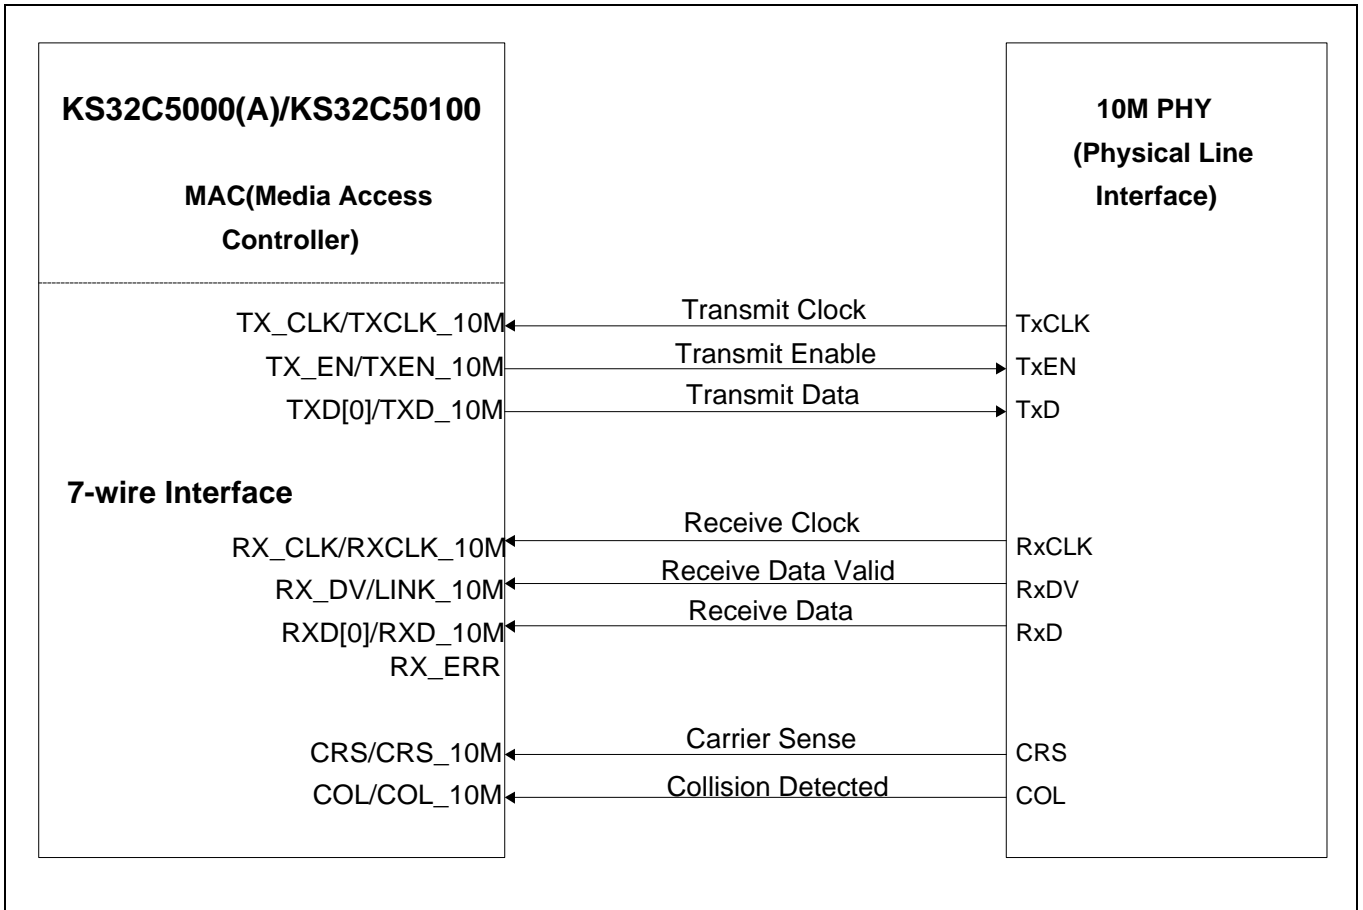 KS32C5000(A)/KS32C50100
MAC(Media Access
Controller)
10M PHY
(Physical Line
Interface)
TX_CLK/TXCLK_10M
Transmit Clock
TxCLK
TX_EN/TXEN_10M
Transmit Enable
TxEN
TXD[0]/TXD_10M
Transmit Data
TxD
7-wire Interface
RX_CLK/RXCLK_10M
Receive Clock
RxCLK
RX_DV/LINK_10M
Receive Data Valid
RxDV
RXD[0]/RXD_10M
Receive Data
RxD
RX_ERR
CRS/CRS_10M
Carrier Sense
CRS
COL/COL_10M
Collision Detected
COL